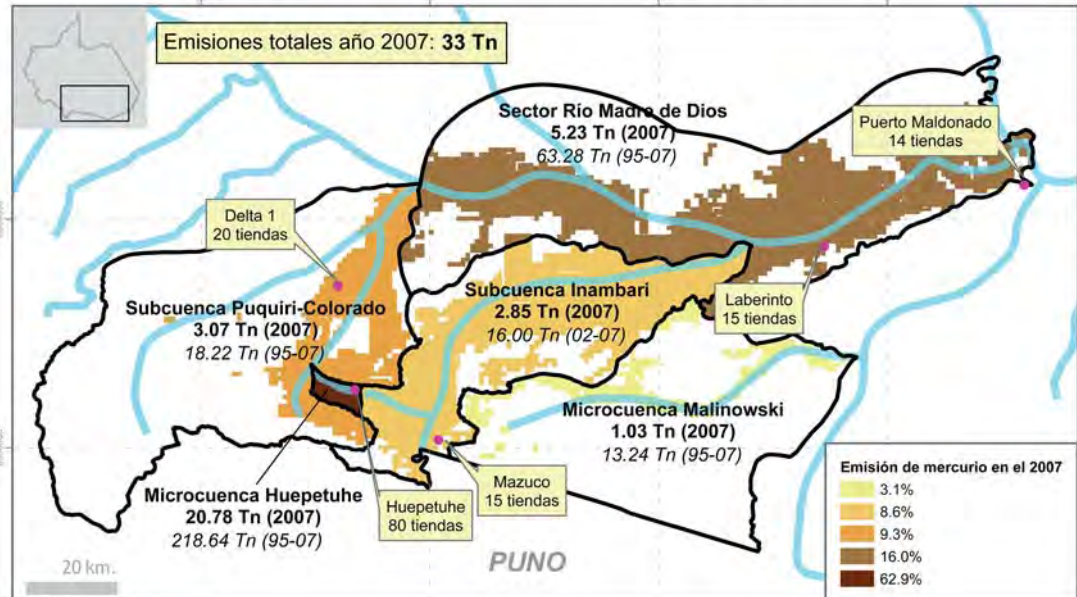 Emisiones totales año 2007: 33 Tn
Sector Río Madre de Dios
5.23 Tn (2007)
63.28 Tn (95-07)
Puerto Maldonado
14 tiendas
Delta 1
20 tiendas
Subcuenca Puquiri-Colorado
3.07 Tn (2007)
18.22 Tn (95-07)
Subcuenca Inambari
2.85 Tn (2007)
16.00 Tn (02-07)
Laberinto
15 tiendas
Microcuenca Malinowski
1.03 Tn (2007)
13.24 Tn (95-07)
Microcuenca Huepetuhe
20.78 Tn (2007)
218.64 Tn (95-07)
Huepetuhe
80 tiendas
Mazuco
15 tiendas
PUNO
20 km.
Emisión de mercurio en el 2007
3.1%
8.6%
9.3%
16.0%
62.9%